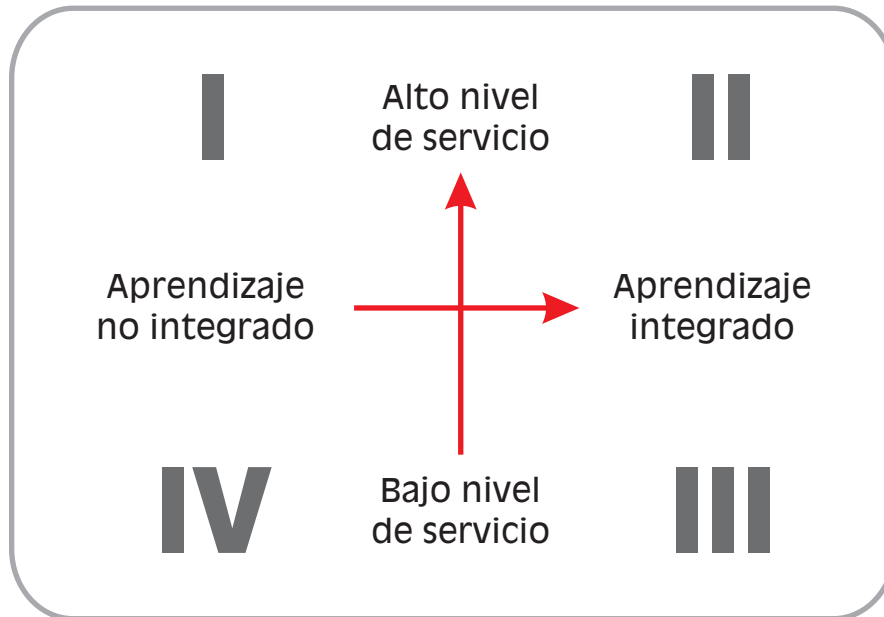 I
Alto nivel
de servicio
II
Aprendizaje
no integrado
Aprendizaje
integrado
IV
Bajo nivel
de servicio
III